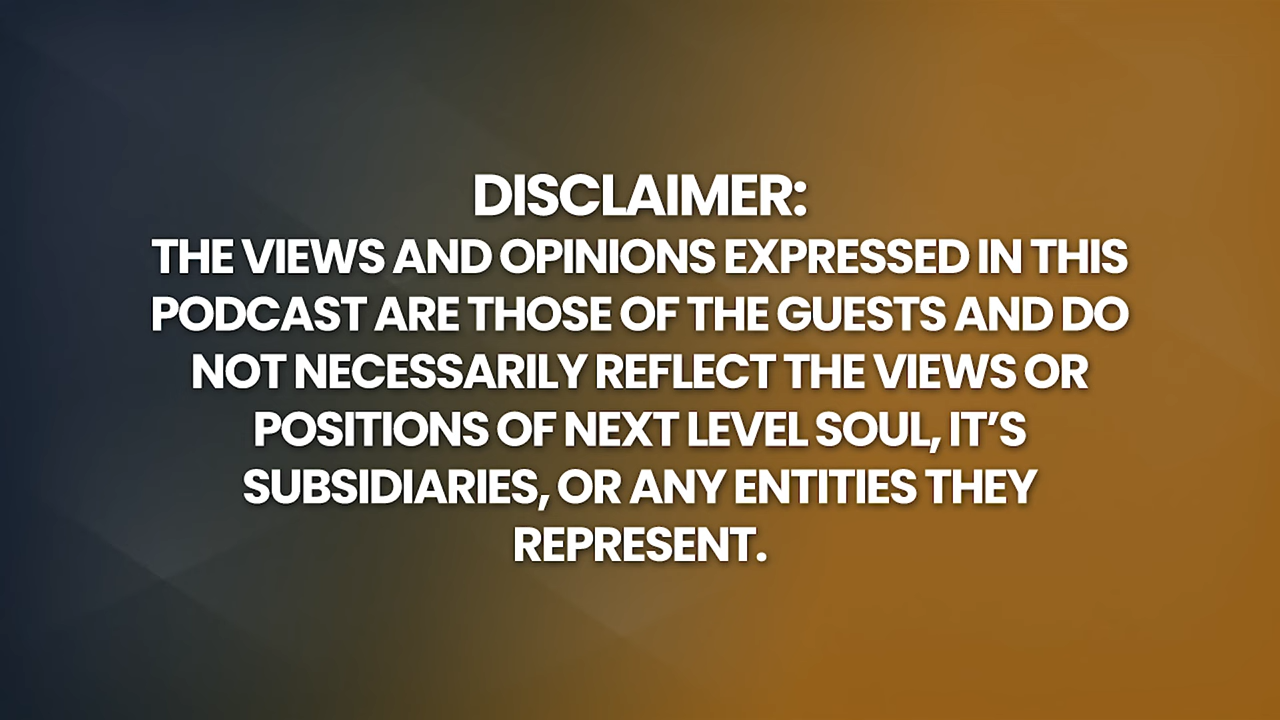 DISCLAIMER:
THE VIEWS AND OPINIONS EXPRESSED IN THIS
PODCAST ARE THOSE OF THE GUESTS AND DO
NOT NECESSARILY REFLECT THE VIEWS OR
POSITIONS OF NEXT LEVEL SOUL, IT’S
SUBSIDIARIES, OR ANY ENTITIES THEY
REPRESENT.